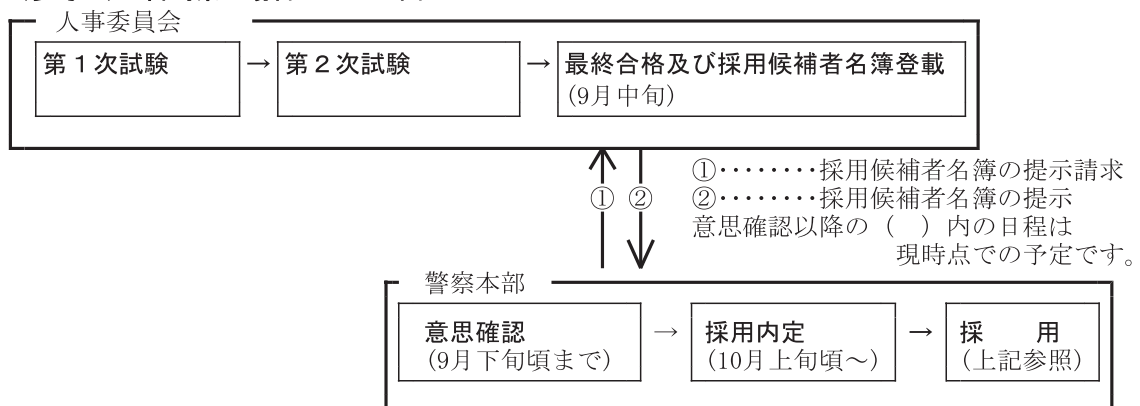 人事委員会
第1次試験 → 第2次試験 → 最終合格及び採用候補者名簿登載
(9月中旬)
①········採用候補者名簿の提示請求
① ② ②········採用候補者名簿の提示
意思確認以降の(　)内の日程は
現時点での予定です。
警察本部
意思確認 → 採用内定 → 採　用
(9月下旬頃まで) (10月上旬頃~) (上記参照)